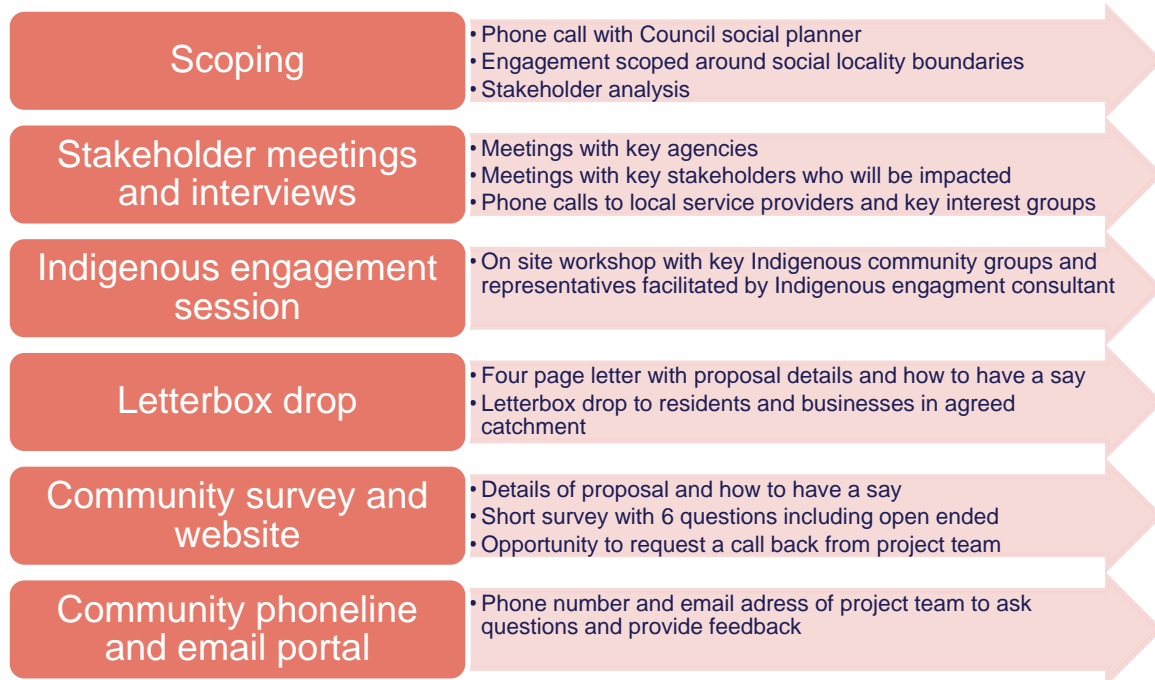 Scoping
• Phone call with Council social planner
• Engagement scoped around social locality boundaries
• Stakeholder analysis
Stakeholder meetings
and interviews
• Meetings with key agencies
• Meetings with key stakeholders who will be impacted
• Phone calls to local service providers and key interest groups
Indigenous engagement
session
• On site workshop with key Indigenous community groups and
representatives facilitated by Indigenous engagment consultant
Letterbox drop
• Four page letter with proposal details and how to have a say
• Letterbox drop to residents and businesses in agreed
catchment
Community survey and
website
• Details of proposal and how to have a say
• Short survey with 6 questions including open ended
• Opportunity to request a call back from project team
Community phoneline
and email portal
• Phone number and email adress of project team to ask
questions and provide feedback